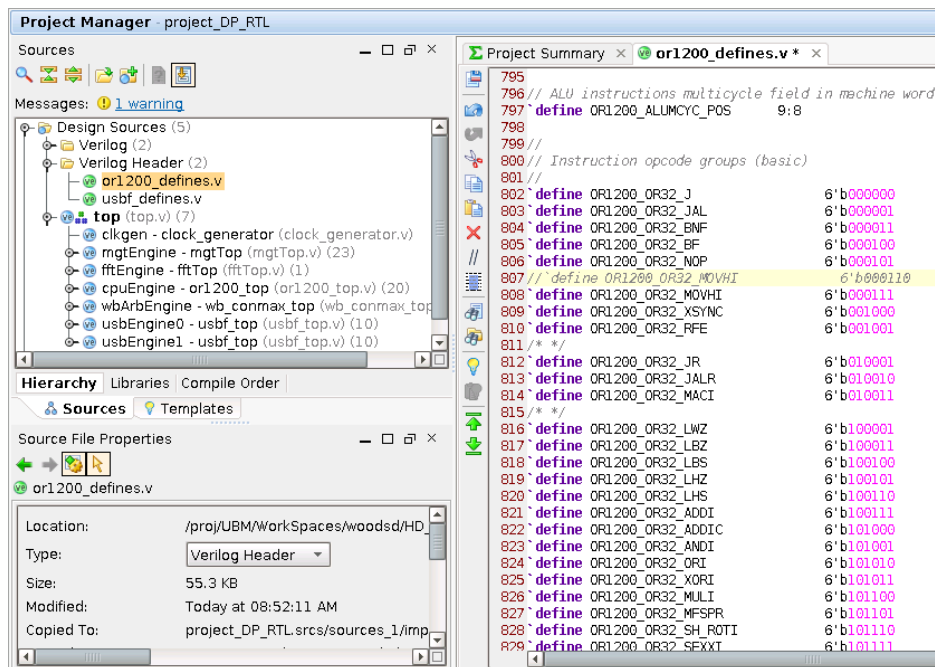 Project Manager - project_DP_RTL
Sources
Messages: 1 warning
Design Sources (5)
Verilog (2)
Verilog Header (2)
or1200_defines.v
usbf_defines.v
top (top.v) (7)
clkgen - clock_generator (clock_generator.v)
mgtEngine - mgtTop (mgtTop.v) (23)
fftEngine - fftTop (fftTop.v) (1)
cpuEngine - or1200_top (or1200_top.v) (20)
wbArbEngine - wb_conmax_top (wb_conmax_top
usbEngine0 - usbf_top (usbf_top.v) (10)
usbEngine1 - usbf_top (usbf_top.v) (10)
Hierarchy Libraries Compile Order
Sources Templates
Source File Properties
or1200_defines.v
Location: /proj/UBM/WorkSpaces/woodsd/HD_
Type: Verilog Header
Size: 55.3 KB
Modified: Today at 08:52:11 AM
Copied To: project_DP_RTL.srcs/sources_1/imp
Project Summary × or1200_defines.v * ×
795
796 // ALU instructions multicycle field in machine word
797 `define OR1200_ALUMCYC_POS 9:8
798
799 //
800 // Instruction opcode groups (basic)
801 //
802 `define OR1200_OR32_J 6'b000000
803 `define OR1200_OR32_JAL 6'b000001
804 `define OR1200_OR32_BNF 6'b000011
805 `define OR1200_OR32_BF 6'b000100
806 `define OR1200_OR32_NOP 6'b000101
807 //`define OR1200_OR32_MOVHI 6'b000110
808 `define OR1200_OR32_MOVHI 6'b000111
809 `define OR1200_OR32_XSYNC 6'b001000
810 `define OR1200_OR32_RFE 6'b001001
811 /* */
812 `define OR1200_OR32_JR 6'b010001
813 `define OR1200_OR32_JALR 6'b010010
814 `define OR1200_OR32_MACI 6'b010011
815 /* */
816 `define OR1200_OR32_LWZ 6'b100001
817 `define OR1200_OR32_LBZ 6'b100011
818 `define OR1200_OR32_LBS 6'b100100
819 `define OR1200_OR32_LHZ 6'b100101
820 `define OR1200_OR32_LHS 6'b100110
821 `define OR1200_OR32_ADDI 6'b100111
822 `define OR1200_OR32_ADDIC 6'b101000
823 `define OR1200_OR32_ANDI 6'b101001
824 `define OR1200_OR32_ORI 6'b101010
825 `define OR1200_OR32_XORI 6'b101011
826 `define OR1200_OR32_MULI 6'b101100
827 `define OR1200_OR32_MFSPR 6'b101101
828 `define OR1200_OR32_SH_ROTI 6'b101110
829 `define OR1200_OR32_SEXXT 6'b101111